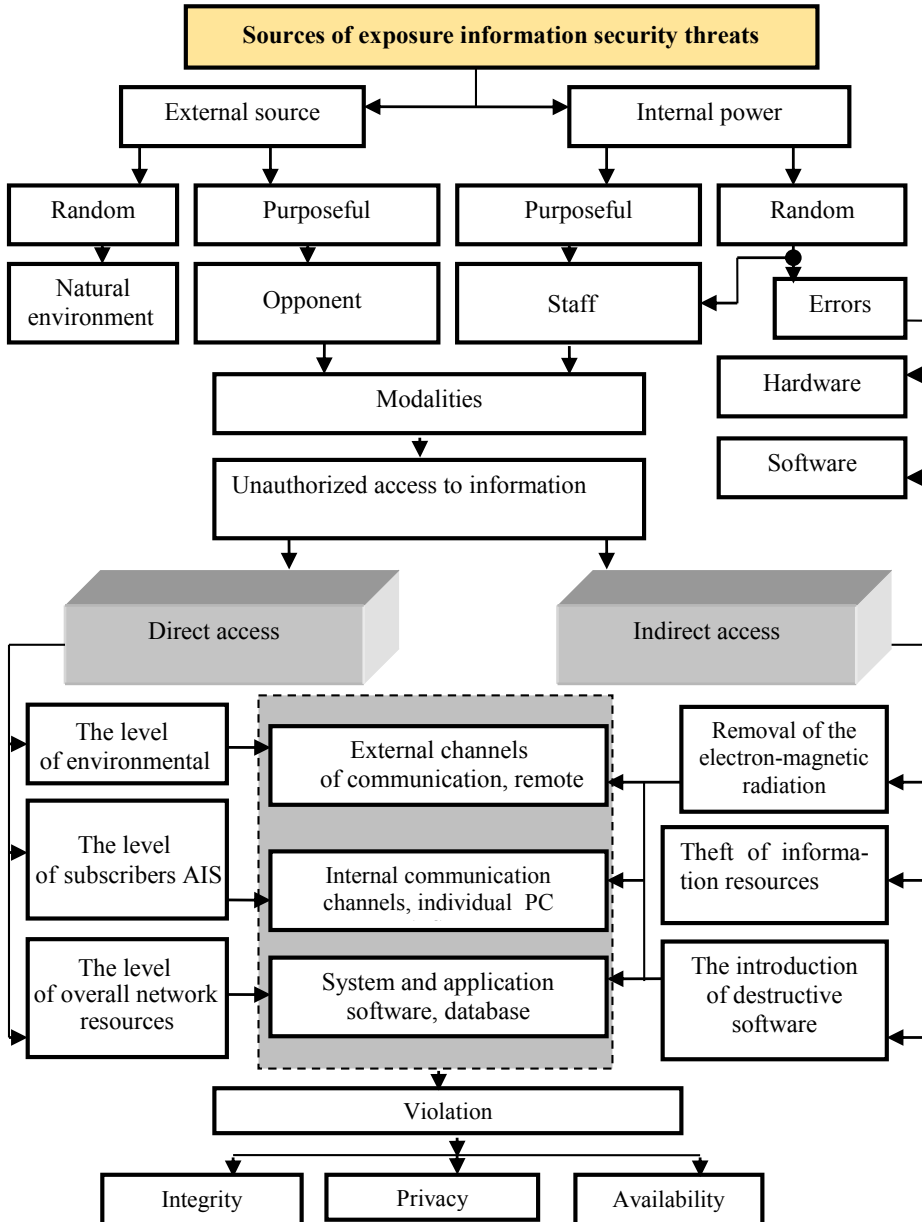 Sources of exposure information security threats
External source
Internal power
Random
Purposeful
Purposeful
Random
Natural
environment
Opponent
Staff
Errors
Hardware
Modalities
Software
Unauthorized access to information
Direct access
Indirect access
The level
of environmental
External channels
of communication, remote
Removal of the
electron-magnetic
radiation
The level
of subscribers AIS
Internal communication
channels, individual PC
Theft of informa-
tion resources
The level
of overall network
resources
System and application
software, database
The introduction
of destructive
software
Violation
Integrity
Privacy
Availability